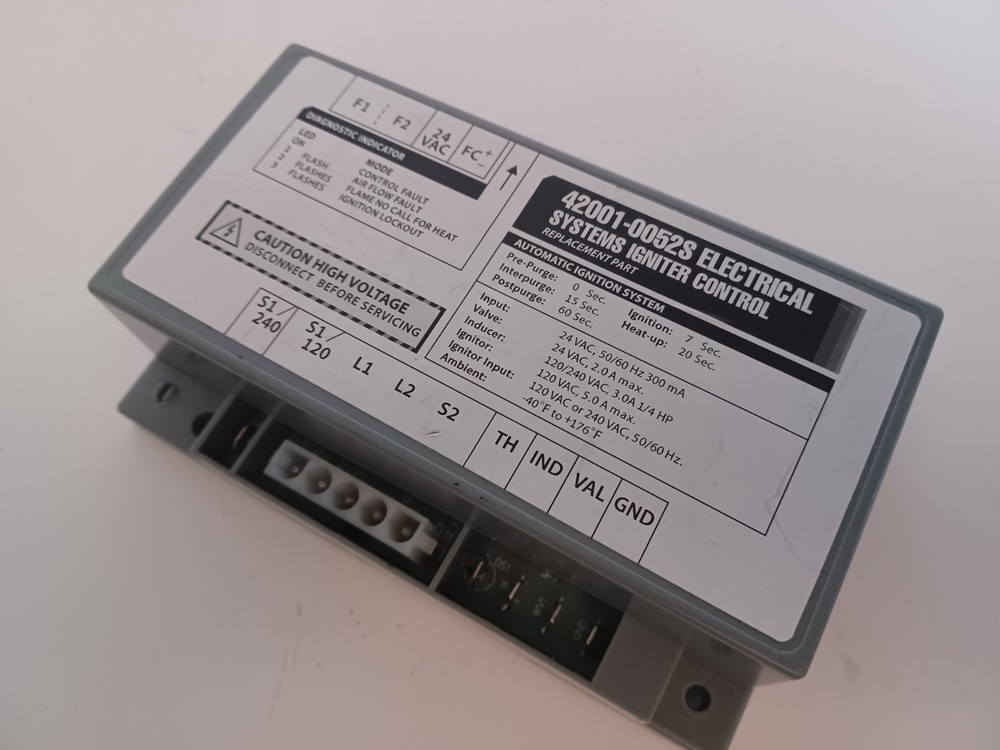 F1 F2 24 VAC FC + -
DIAGNOSTIC INDICATOR
LED MODE
ON CONTROL FAULT
1 FLASH AIR FLOW FAULT
2 FLASHES FLAME NO CALL FOR HEAT
3 FLASHES IGNITION LOCKOUT
CAUTION HIGH VOLTAGE
DISCONNECT BEFORE SERVICING
42001-0052S ELECTRICAL
SYSTEMS IGNITER CONTROL
REPLACEMENT PART
AUTOMATIC IGNITION SYSTEM
Pre-Purge: 0 Sec. Ignition: 7 Sec.
Interpurge: 15 Sec. Heat-up: 20 Sec.
Postpurge: 60 Sec.
Input: 24 VAC, 50/60 Hz 300 mA
Valve: 24 VAC, 2.0 A max.
Inducer: 120/240 VAC, 3.0A 1/4 HP
Ignitor: 120 VAC, 5.0 A max.
Ignitor Input: 120 VAC or 240 VAC, 50/60 Hz.
Ambient: -40°F to +176°F
S1/240 S1/120 L1 L2 S2
TH IND VAL GND
DS1
GND